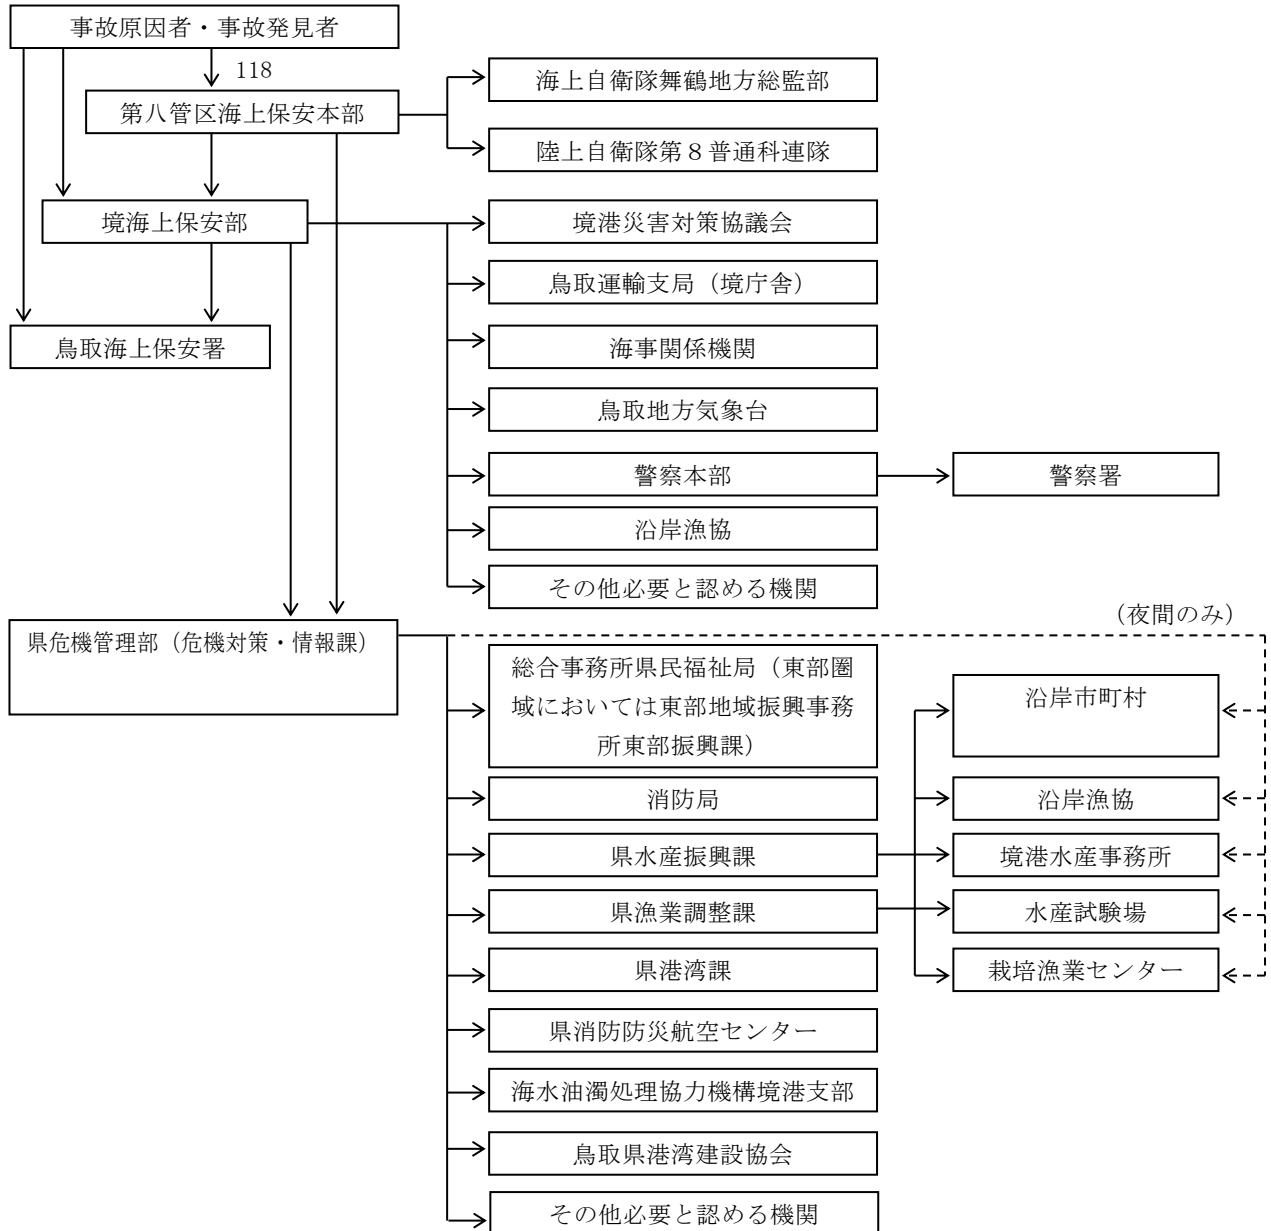 事故原因者・事故発見者
118
海上自衛隊舞鶴地方総監部
第八管区海上保安本部
陸上自衛隊第8普通科連隊
境海上保安部
境港災害対策協議会
鳥取運輸支局（境庁舎）
鳥取海上保安署
海事関係機関
鳥取地方気象台
警察本部
警察署
沿岸漁協
その他必要と認める機関
（夜間のみ）
県危機管理部（危機対策・情報課）
総合事務所県民福祉局（東部圏
域においては東部地域振興事務
所東部振興課）
沿岸市町村
消防局
沿岸漁協
県水産振興課
境港水産事務所
県漁業調整課
水産試験場
県港湾課
栽培漁業センター
県消防防災航空センター
海水油濁処理協力機構境港支部
鳥取県港湾建設協会
その他必要と認める機関